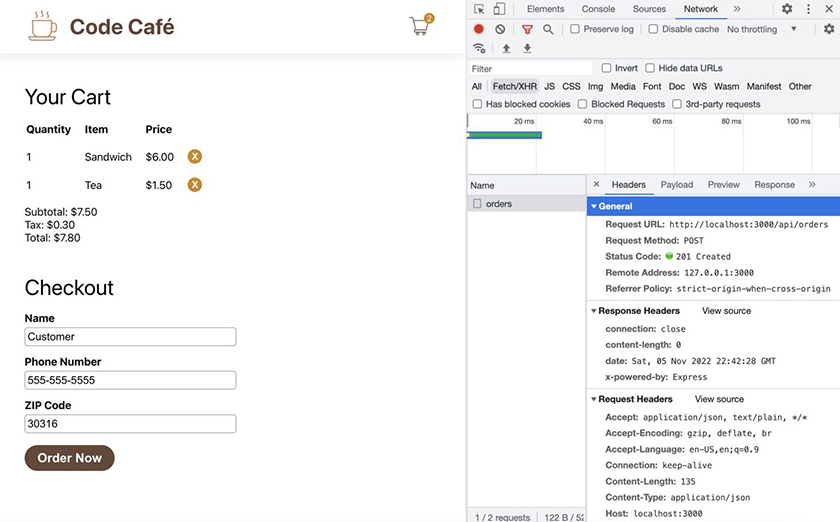 Code Café
2
Your Cart
Quantity Item Price
1 Sandwich $6.00 X
1 Tea $1.50 X
Subtotal: $7.50
Tax: $0.30
Total: $7.80
Checkout
Name
Customer
Phone Number
555-555-5555
ZIP Code
30316
Order Now
Elements Console Sources Network »
Preserve log Disable cache No throttling
Filter Invert Hide data URLs
All Fetch/XHR JS CSS Img Media Font Doc WS Wasm Manifest Other
Has blocked cookies Blocked Requests 3rd-party requests
20 ms 40 ms 60 ms 80 ms 100 ms
Name
orders
1 / 2 requests 122 B / 52
× Headers Payload Preview Response »
General
Request URL: http://localhost:3000/api/orders
Request Method: POST
Status Code: 201 Created
Remote Address: 127.0.0.1:3000
Referrer Policy: strict-origin-when-cross-origin
Response Headers View source
connection: close
content-length: 0
date: Sat, 05 Nov 2022 22:42:28 GMT
x-powered-by: Express
Request Headers View source
Accept: application/json, text/plain, */*
Accept-Encoding: gzip, deflate, br
Accept-Language: en-US,en;q=0.9
Connection: keep-alive
Content-Length: 135
Content-Type: application/json
Host: localhost:3000